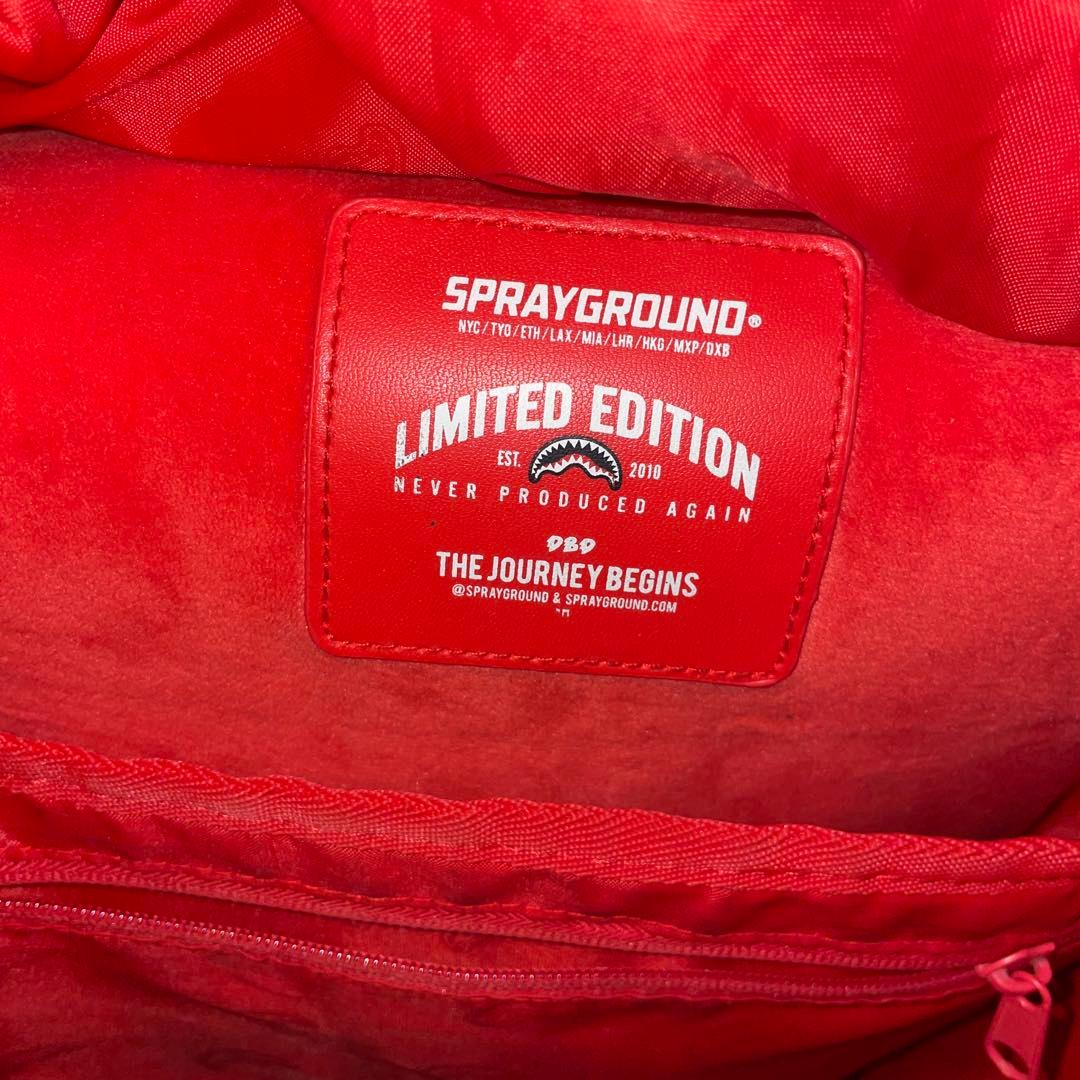 SPRAYGROUND®
NYC/TYO/ETH/LAX/MIA/LHR/HKG/MXP/DXB
LIMITED EDITION
EST. 2010
NEVER PRODUCED AGAIN
DBD
THE JOURNEY BEGINS
@SPRAYGROUND & SPRAYGROUND.COM